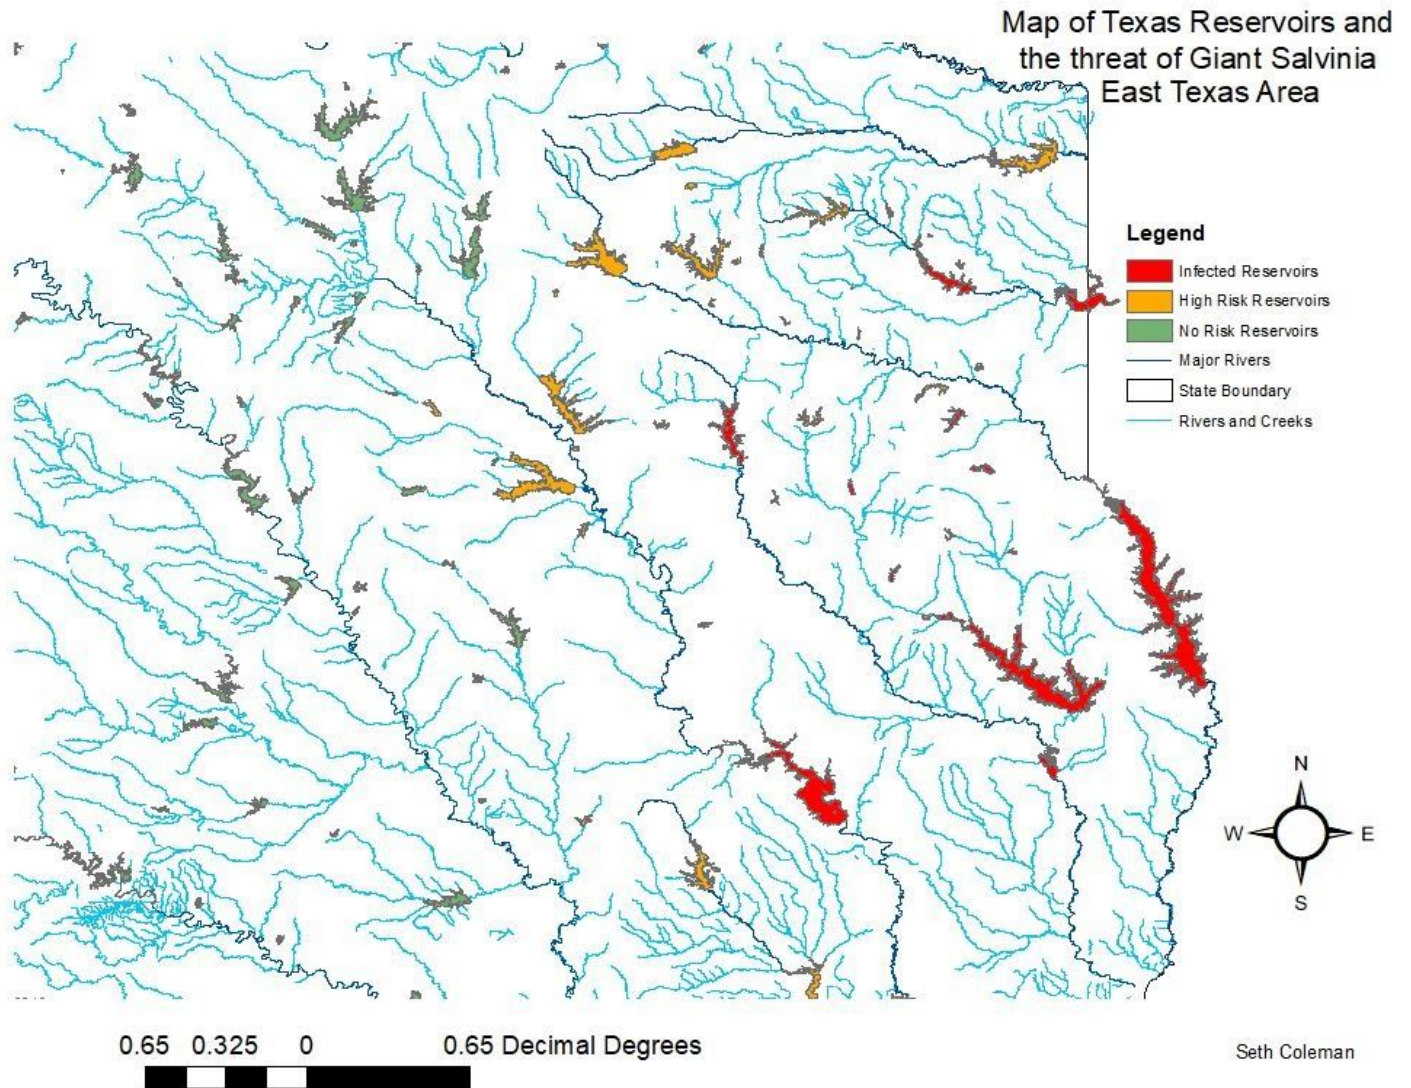 Map of Texas Reservoirs and
the threat of Giant Salvinia
East Texas Area
Legend
Infected Reservoirs
High Risk Reservoirs
No Risk Reservoirs
Major Rivers
State Boundary
Rivers and Creeks
N
W E
S
0.65 0.325 0 0.65 Decimal Degrees
Seth Coleman